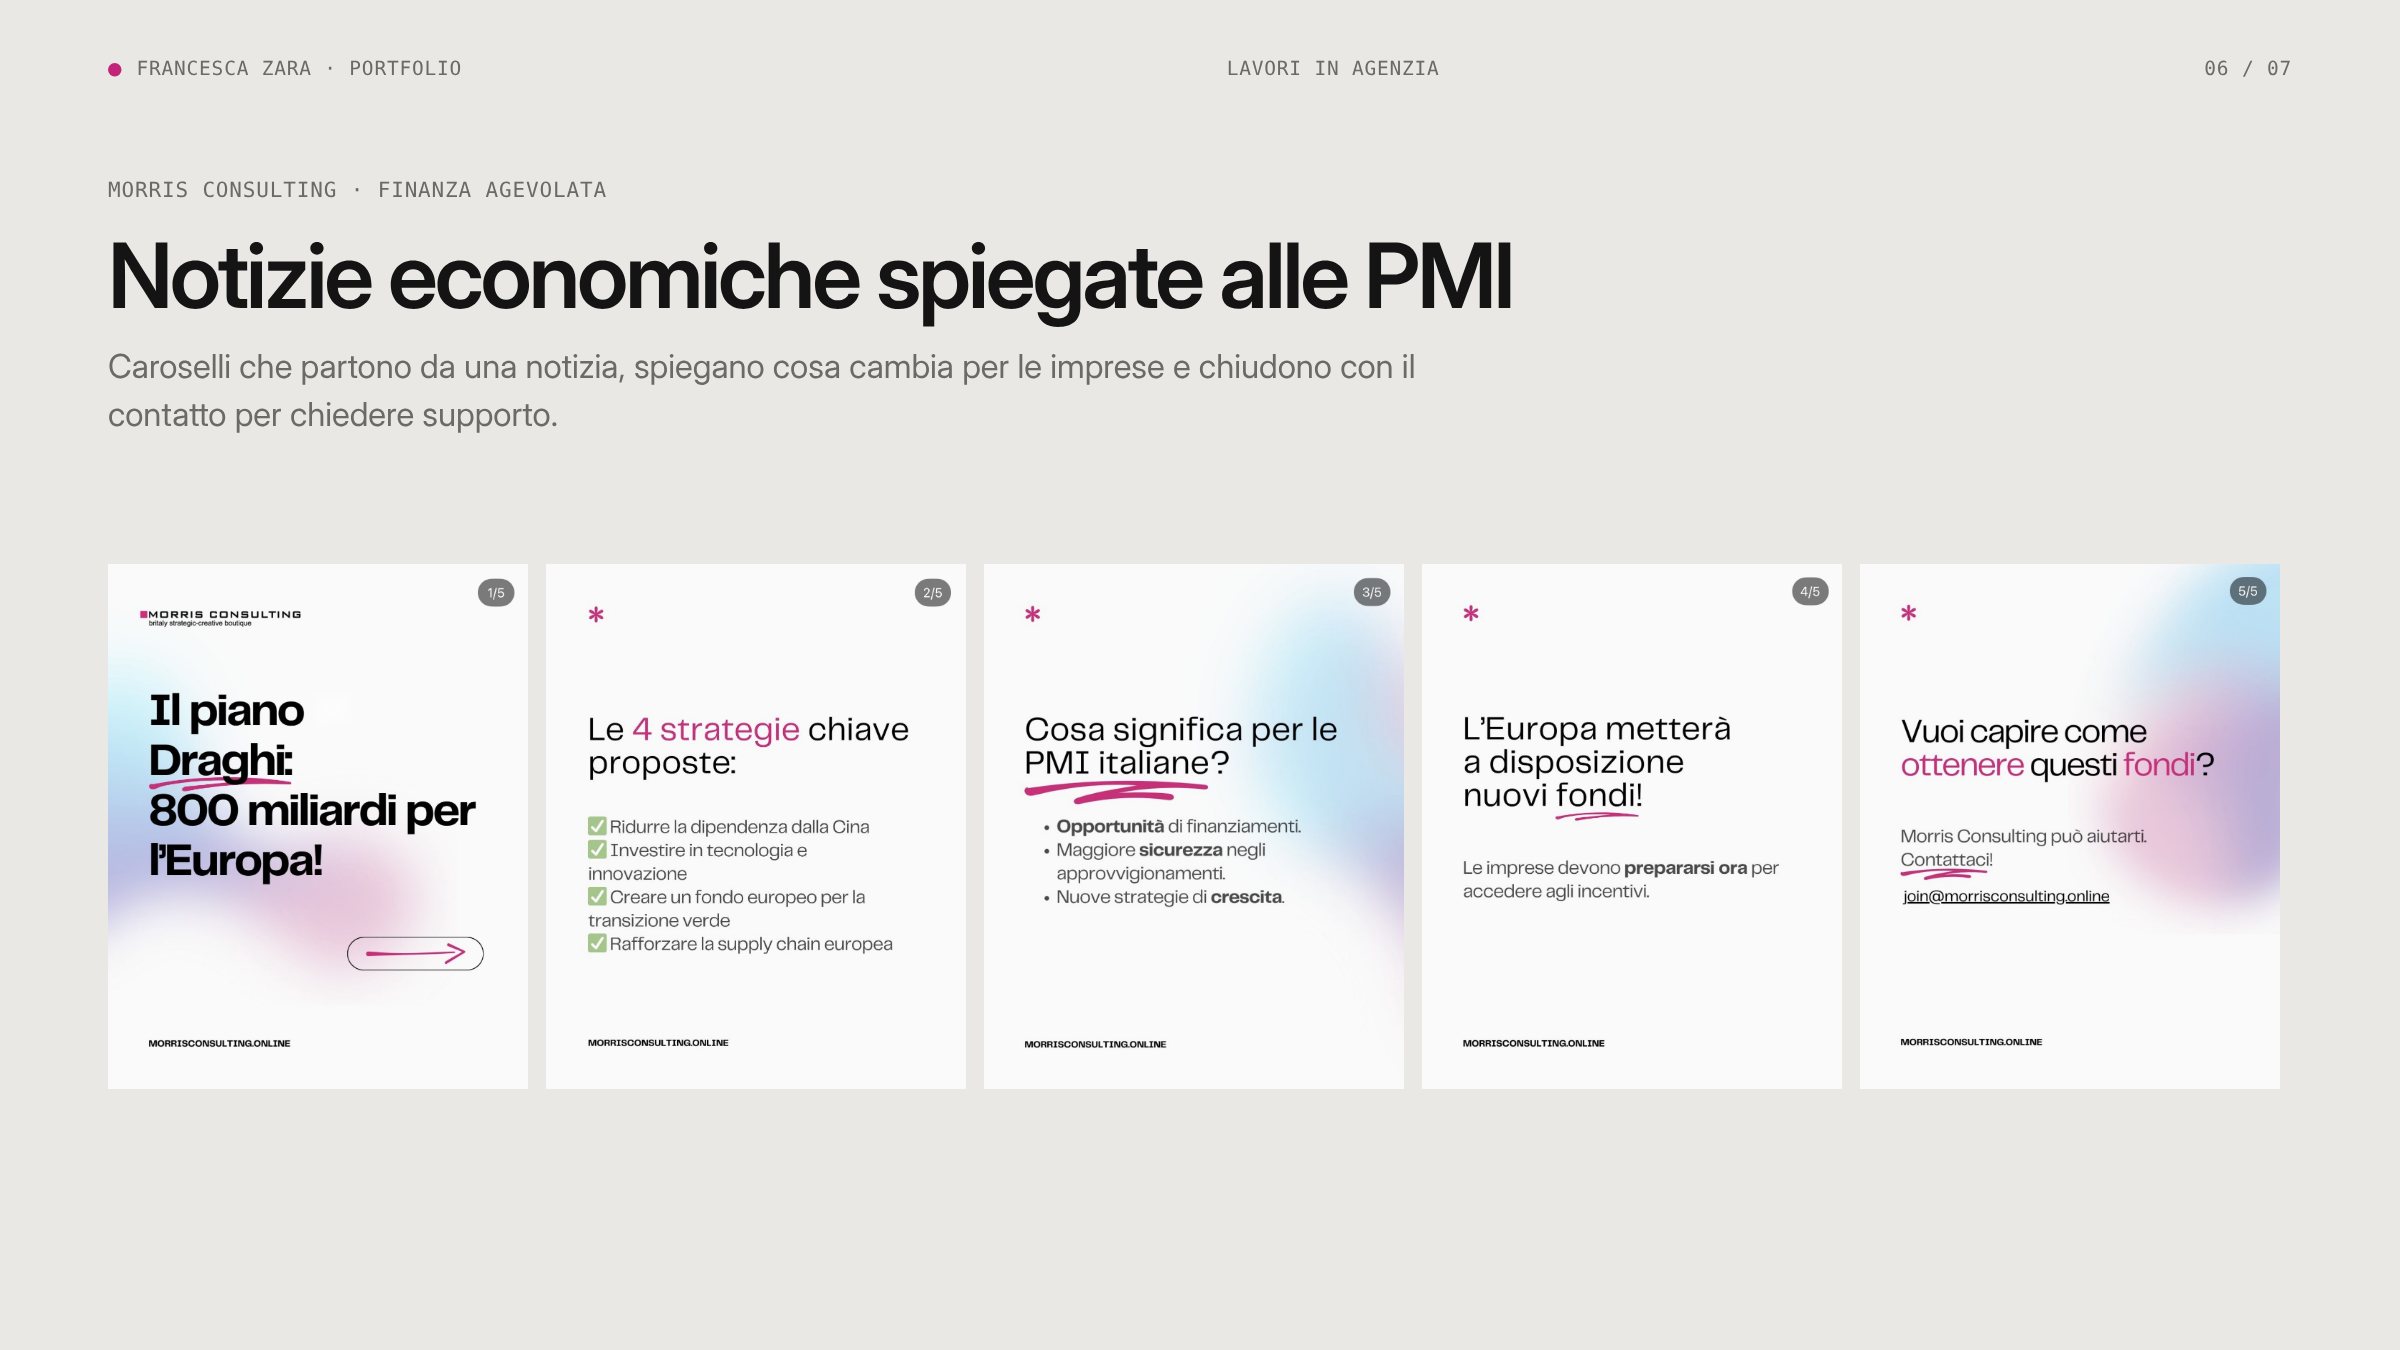 FRANCESCA ZARA · PORTFOLIO
LAVORI IN AGENZIA
06 / 07
MORRIS CONSULTING · FINANZA AGEVOLATA
Notizie economiche spiegate alle PMI
Caroselli che partono da una notizia, spiegano cosa cambia per le imprese e chiudono con il
contatto per chiedere supporto.
1/5
MORRIS CONSULTING
britaly strategic-creative boutique
Il piano
Draghi:
800 miliardi per
l'Europa!
MORRISCONSULTING.ONLINE
2/5
*
Le 4 strategie chiave
proposte:
✅ Ridurre la dipendenza dalla Cina
✅ Investire in tecnologia e
innovazione
✅ Creare un fondo europeo per la
transizione verde
✅ Rafforzare la supply chain europea
MORRISCONSULTING.ONLINE
3/5
*
Cosa significa per le
PMI italiane?
• Opportunità di finanziamenti.
• Maggiore sicurezza negli
approvvigionamenti.
• Nuove strategie di crescita.
MORRISCONSULTING.ONLINE
4/5
*
L'Europa metterà
a disposizione
nuovi fondi!
Le imprese devono prepararsi ora per
accedere agli incentivi.
MORRISCONSULTING.ONLINE
5/5
*
Vuoi capire come
ottenere questi fondi?
Morris Consulting può aiutarti.
Contattaci!
join@morrisconsulting.online
MORRISCONSULTING.ONLINE